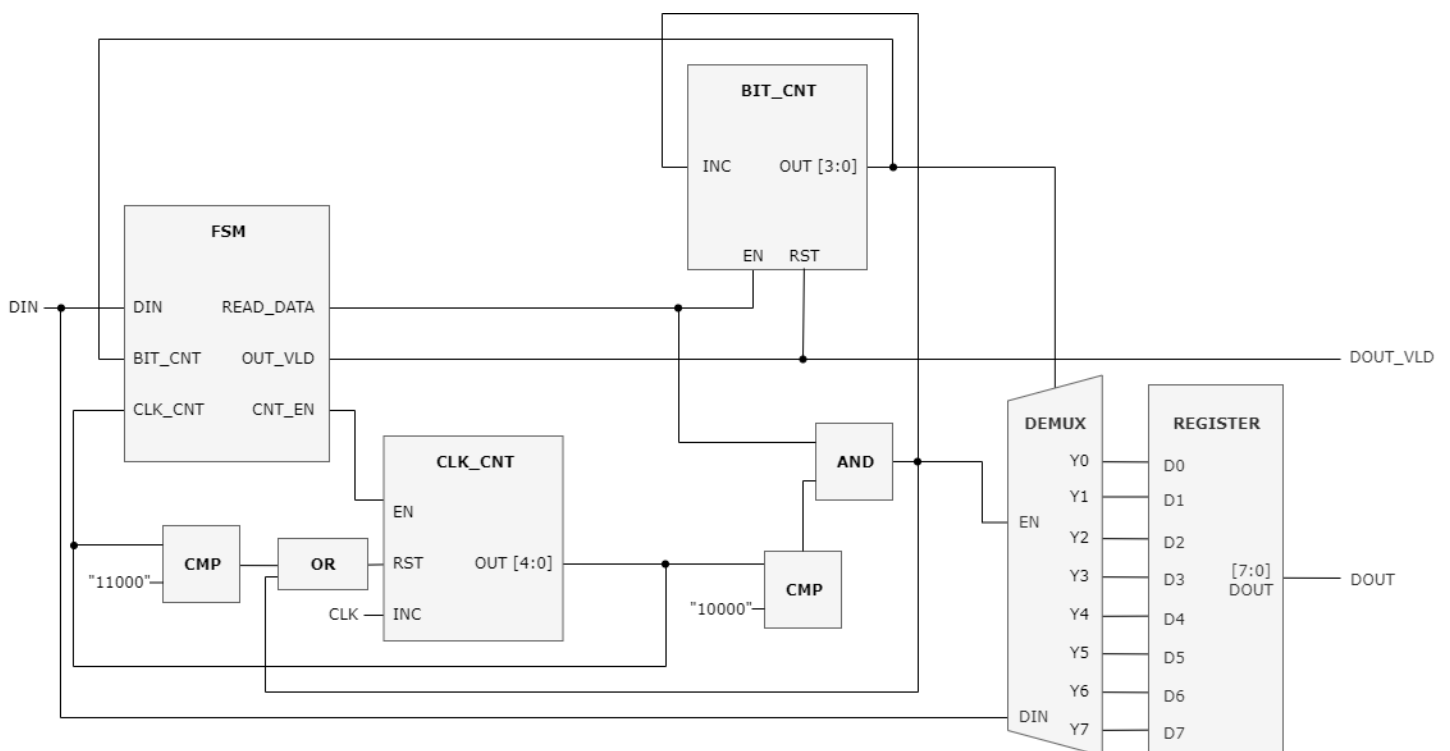 BIT_CNT
INC
OUT [3:0]
EN
RST
FSM
DIN
DIN
READ_DATA
BIT_CNT
OUT_VLD
CLK_CNT
CNT_EN
DOUT_VLD
CLK_CNT
EN
RST
OUT [4:0]
INC
CLK
CMP
"11000"
OR
AND
CMP
"10000"
DEMUX
EN
DIN
Y0
Y1
Y2
Y3
Y4
Y5
Y6
Y7
REGISTER
D0
D1
D2
D3
D4
D5
D6
D7
[7:0]
DOUT
DOUT